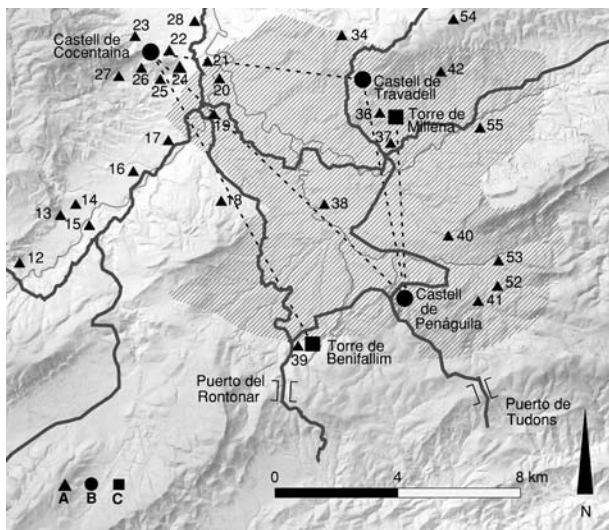 28
54
23
34
22
Castell de
Cocentaina
21
42
27
26
25
24
20
Castell de
Travadell
36
Torre de
Millena
19
37
55
17
16
14
13
15
18
38
12
40
53
52
41
Castell
de
Penáguila
39
Torre de
Benifallim
Puerto del
Rontonar
Puerto de
Tudons
A
B
C
0
4
8 km
N